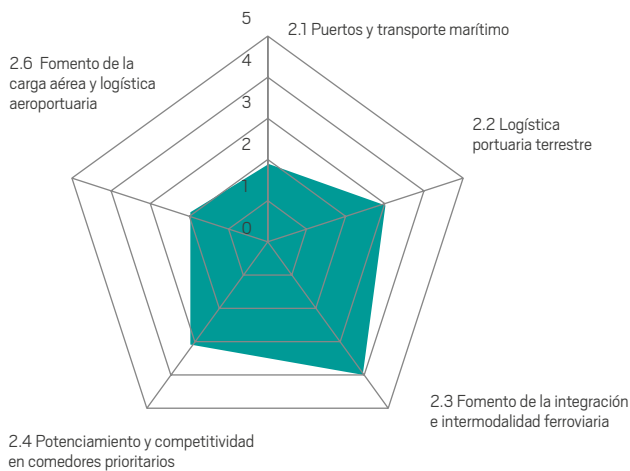 5
2.1 Puertos y transporte marítimo
4
2.6 Fomento de la
carga aérea y logística
aeroportuaria
3
2.2 Logística
portuaria terrestre
2
1
0
2.3 Fomento de la integración
e intermodalidad ferroviaria
2.4 Potenciamiento y competitividad
en comedores prioritarios